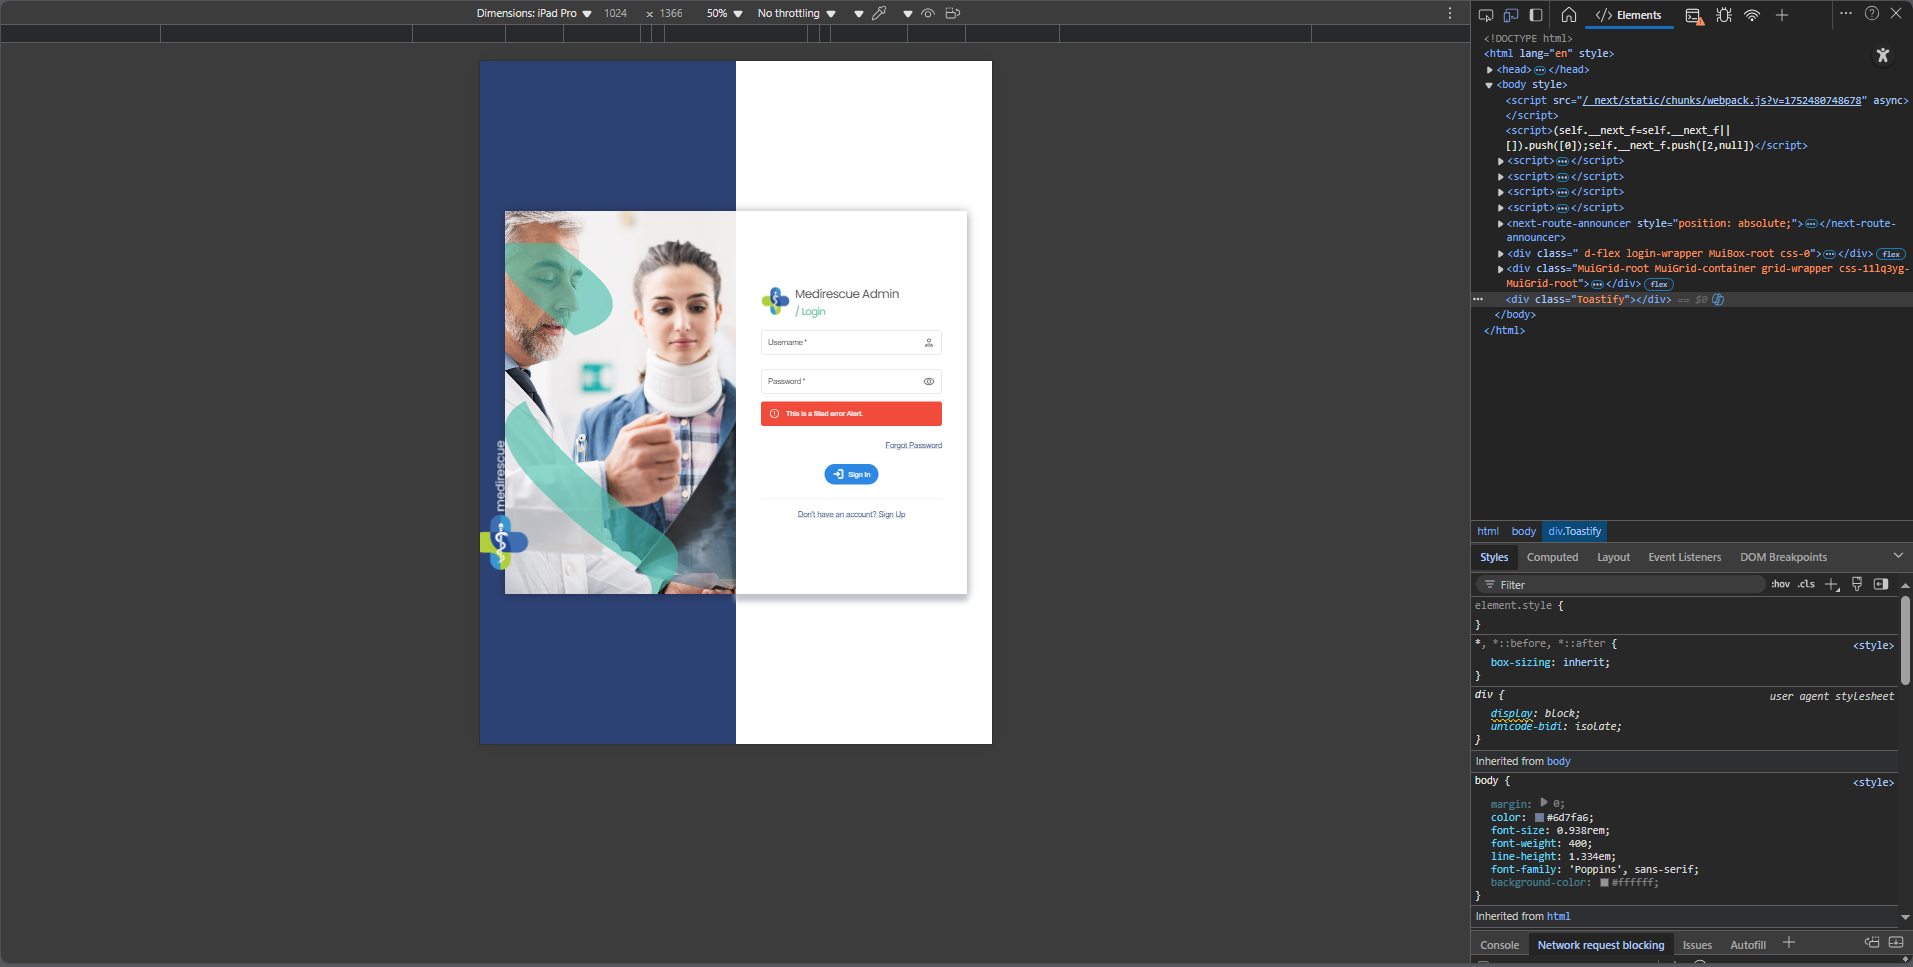 Dimensions: iPad Pro 1024 x 1366 50% No throttling
Elements
<!DOCTYPE html>
<html lang="en" style>
<head> </head>
<body style>
<script src="/_next/static/chunks/webpack.js?v=1752480748678" async>
</script>
<script>(self.__next_f=self.__next_f||
[]).push([0]);self.__next_f.push([2,null])</script>
<script> </script>
<script> </script>
<script> </script>
<script> </script>
<next-route-announcer style="position: absolute;"> </next-route-
announcer>
<div class=" d-flex login-wrapper MuiBox-root css-0"> </div> flex
<div class="MuiGrid-root MuiGrid-container grid-wrapper css-11lq3yg-
MuiGrid-root"> </div> flex
<div class="Toastify"></div> == $0
</body>
</html>
medirescue
Medirescue Admin
/ Login
Username *
Password *
This is a filled error Alert.
Forgot Password
Sign In
Don't have an account? Sign Up
html body div.Toastify
Styles Computed Layout Event Listeners DOM Breakpoints
Filter :hov .cls
element.style {
}
*, *::before, *::after { <style>
box-sizing: inherit;
}
div { user agent stylesheet
display: block;
unicode-bidi: isolate;
}
Inherited from body
body { <style>
margin: 0;
color: #6d7fa6;
font-size: 0.938rem;
font-weight: 400;
line-height: 1.334em;
font-family: 'Poppins', sans-serif;
background-color: #ffffff;
}
Inherited from html
Console Network request blocking Issues Autofill